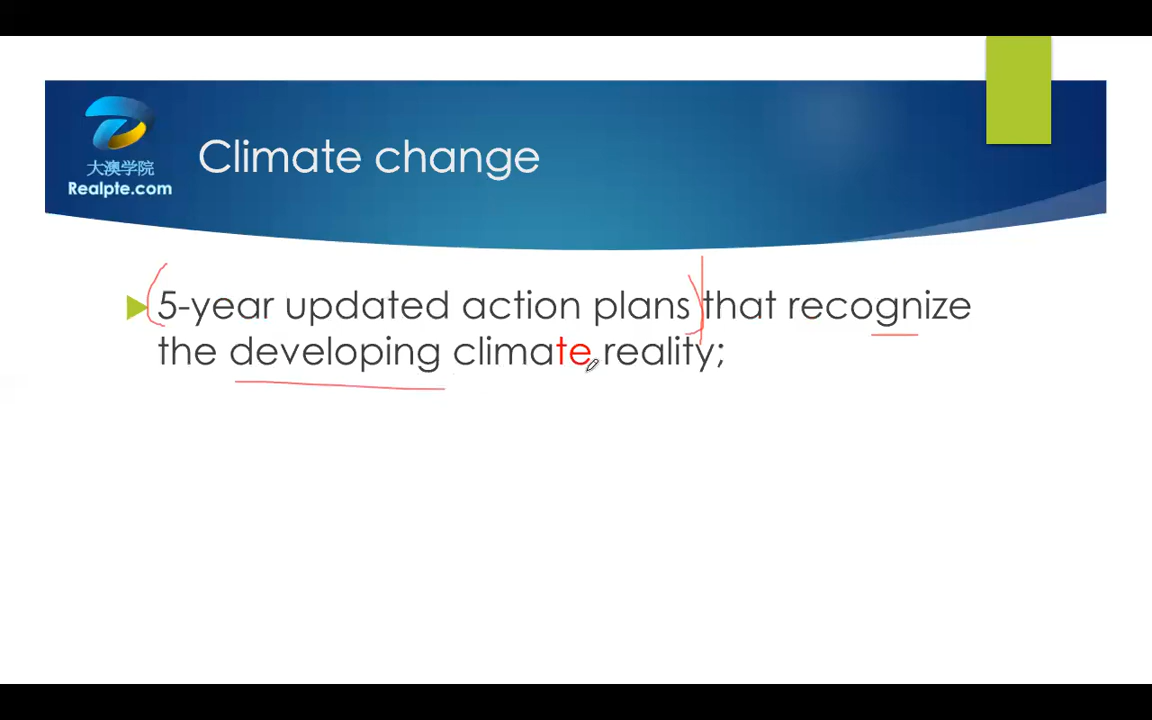 大澳学院
Realpte.com
Climate change
5-year updated action plans that recognize
the developing climate reality;